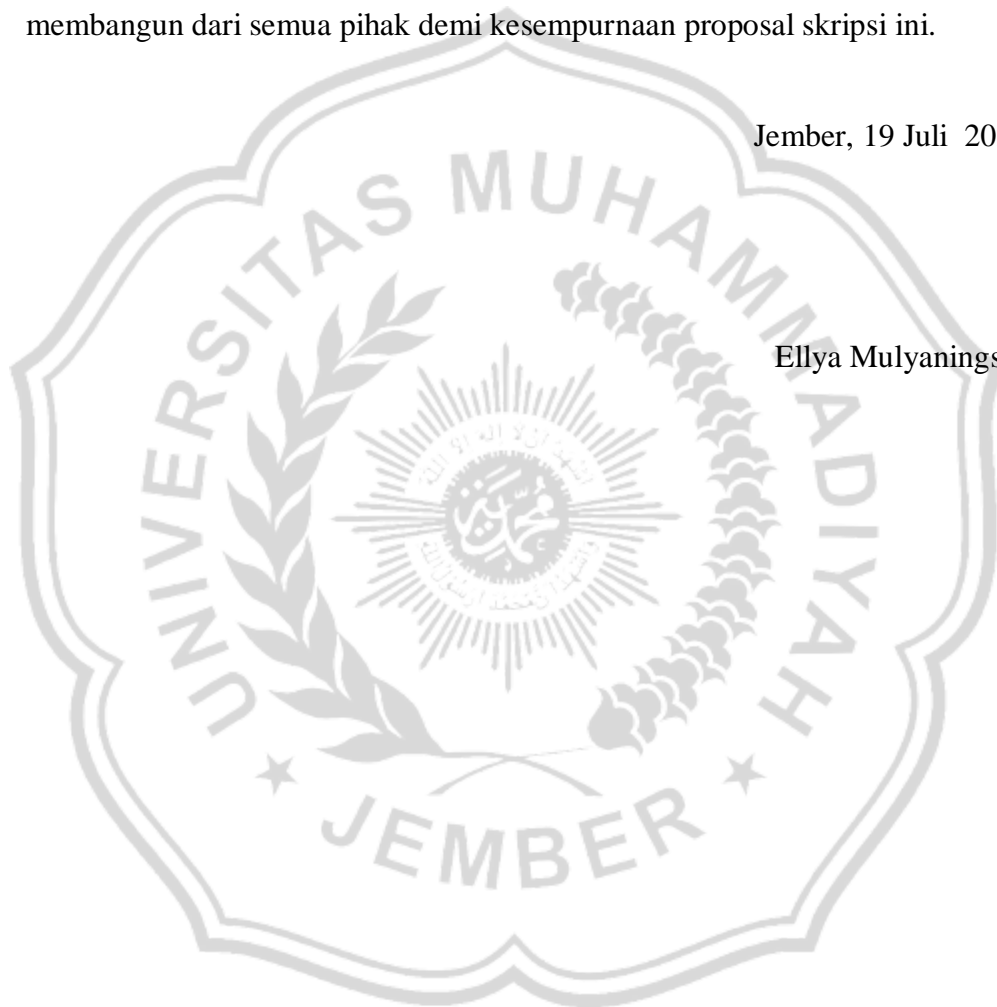 membangun dari semua pihak demi kesempurnaan proposal skripsi ini.
Jember, 19 Juli 20
Ellya Mulyanings
UNIVERSITAS MUHAMMADIYAH
JEMBER